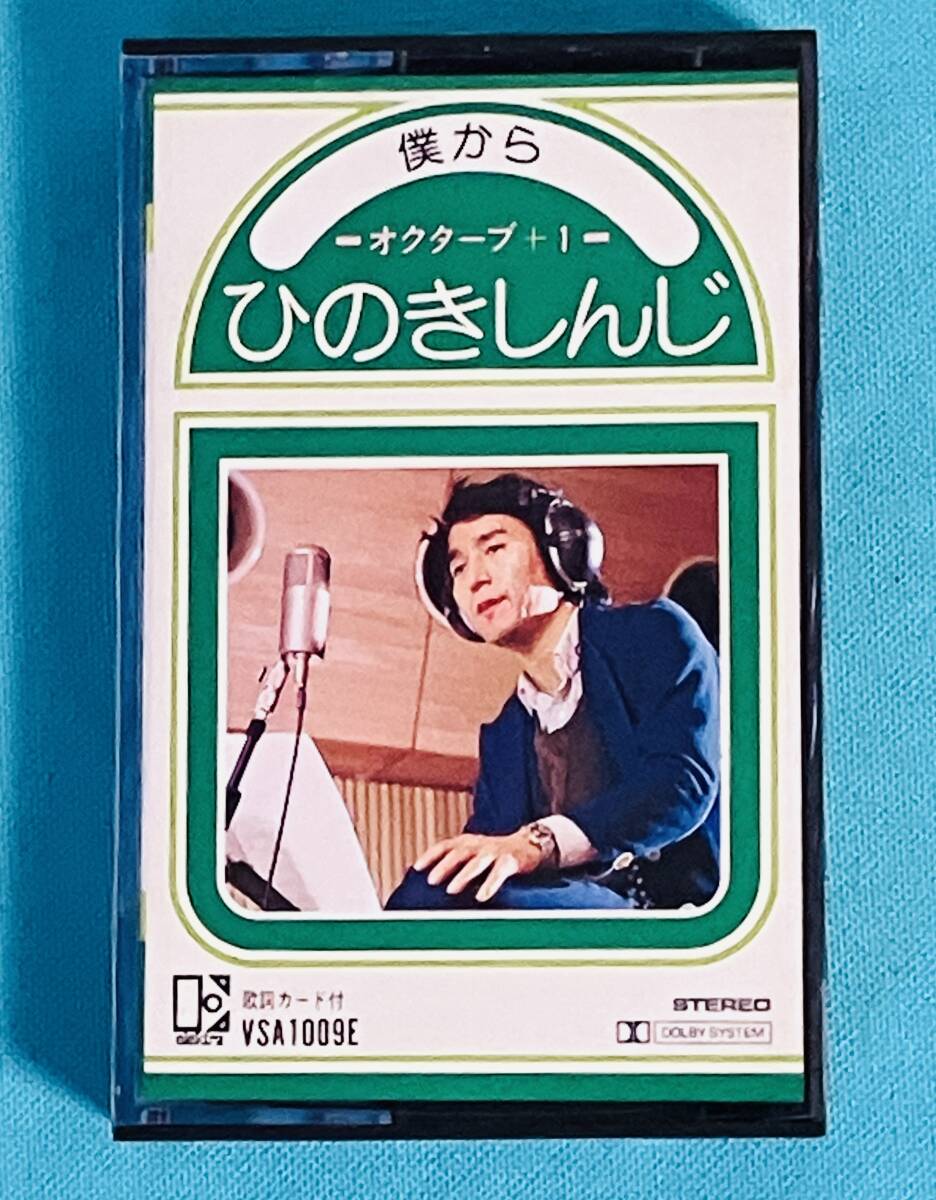 僕から
-オクターブ+1-
ひのきしんじ
歌詞カード付
VSA1009E
STEREO
DOLBY SYSTEM